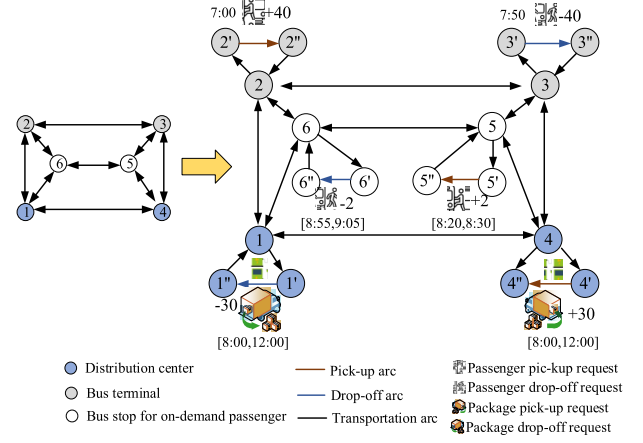 7:00 +40
7:50 -40
2' 2'' 3' 3''
2 3
2 3
6 5
6 5
1 4
6'' 6' 5'' 5'
-2 +2
[8:55,9:05] [8:20,8:30]
1 4
1'' 1' 4'' 4'
-30 +30
[8:00,12:00] [8:00,12:00]
Distribution center
Bus terminal
Bus stop for on-demand passenger
Pick-up arc
Drop-off arc
Transportation arc
Passenger pic-kup request
Passenger drop-off request
Package pick-up request
Package drop-off request